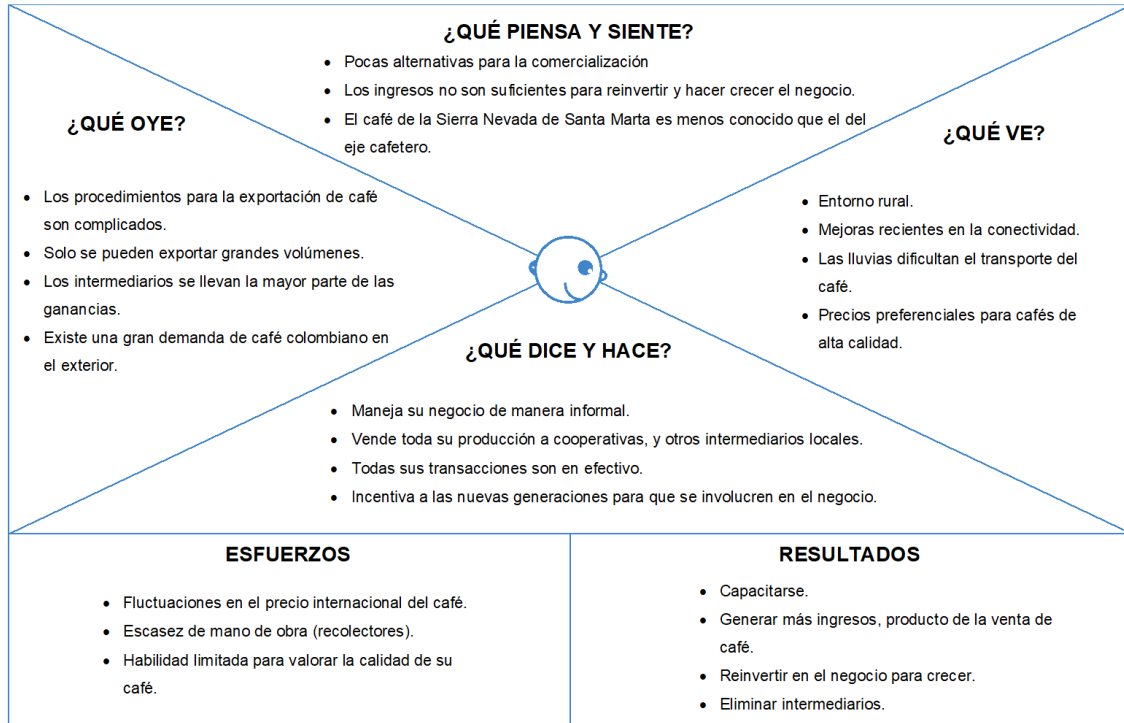 ¿QUÉ PIENSA Y SIENTE?
• Pocas alternativas para la comercialización
• Los ingresos no son suficientes para reinvertir y hacer crecer el negocio.
• El café de la Sierra Nevada de Santa Marta es menos conocido que el del
eje cafetero.
¿QUÉ OYE?
• Los procedimientos para la exportación de café
son complicados.
• Solo se pueden exportar grandes volúmenes.
• Los intermediarios se llevan la mayor parte de las
ganancias.
• Existe una gran demanda de café colombiano en
el exterior.
¿QUÉ VE?
• Entorno rural.
• Mejoras recientes en la conectividad.
• Las lluvias dificultan el transporte del
café.
• Precios preferenciales para cafés de
alta calidad.
¿QUÉ DICE Y HACE?
• Maneja su negocio de manera informal.
• Vende toda su producción a cooperativas, y otros intermediarios locales.
• Todas sus transacciones son en efectivo.
• Incentiva a las nuevas generaciones para que se involucren en el negocio.
ESFUERZOS
• Fluctuaciones en el precio internacional del café.
• Escasez de mano de obra (recolectores).
• Habilidad limitada para valorar la calidad de su
café.
RESULTADOS
• Capacitarse.
• Generar más ingresos, producto de la venta de
café.
• Reinvertir en el negocio para crecer.
• Eliminar intermediarios.